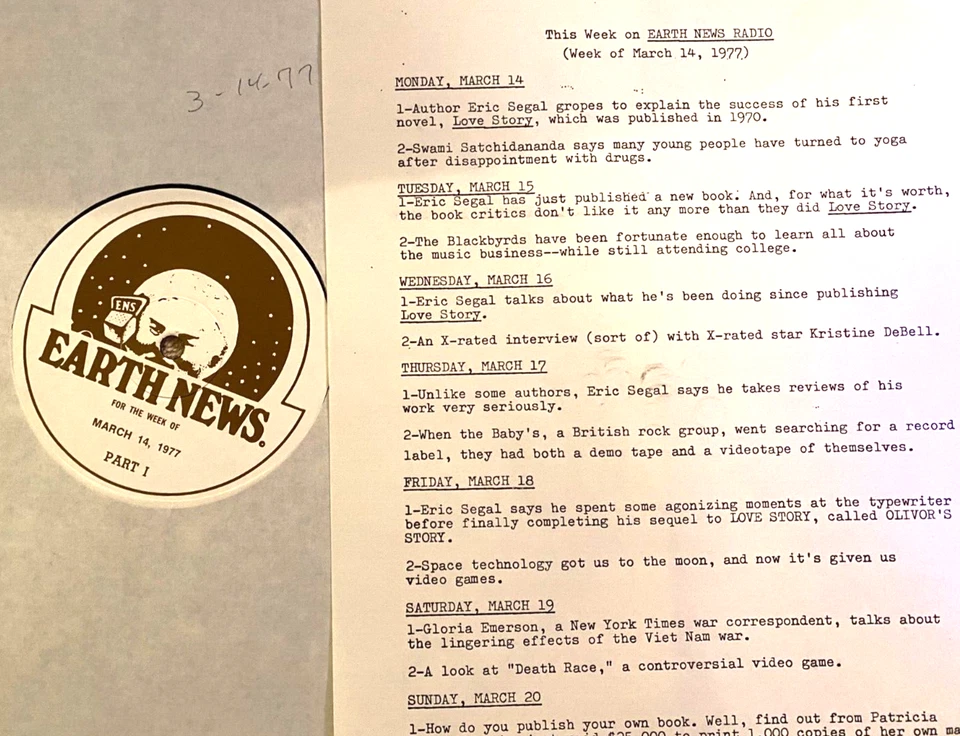 3-14-77
ENS
EARTH NEWS.
FOR THE WEEK OF
MARCH 14, 1977
PART I
This Week on EARTH NEWS RADIO
(Week of March 14, 1977)
MONDAY, MARCH 14
1-Author Eric Segal gropes to explain the success of his first
novel, Love Story, which was published in 1970.
2-Swami Satchidananda says many young people have turned to yoga
after disappointment with drugs.
TUESDAY, MARCH 15
1-Eric Segal has just published a new book. And, for what it's worth,
the book critics don't like it any more than they did Love Story.
2-The Blackbyrds have been fortunate enough to learn all about
the music business--while still attending college.
WEDNESDAY, MARCH 16
1-Eric Segal talks about what he's been doing since publishing
Love Story.
2-An X-rated interview (sort of) with X-rated star Kristine DeBell.
THURSDAY, MARCH 17
1-Unlike some authors, Eric Segal says he takes reviews of his
work very seriously.
2-When the Baby's, a British rock group, went searching for a record
label, they had both a demo tape and a videotape of themselves.
FRIDAY, MARCH 18
1-Eric Segal says he spent some agonizing moments at the typewriter
before finally completing his sequel to LOVE STORY, called OLIVOR'S
STORY.
2-Space technology got us to the moon, and now it's given us
video games.
SATURDAY, MARCH 19
1-Gloria Emerson, a New York Times war correspondent, talks about
the lingering effects of the Viet Nam war.
2-A look at "Death Race," a controversial video game.
SUNDAY, MARCH 20
1-How do you publish your own book. Well, find out from Patricia
$25,000 to print 1,000 copies of her own